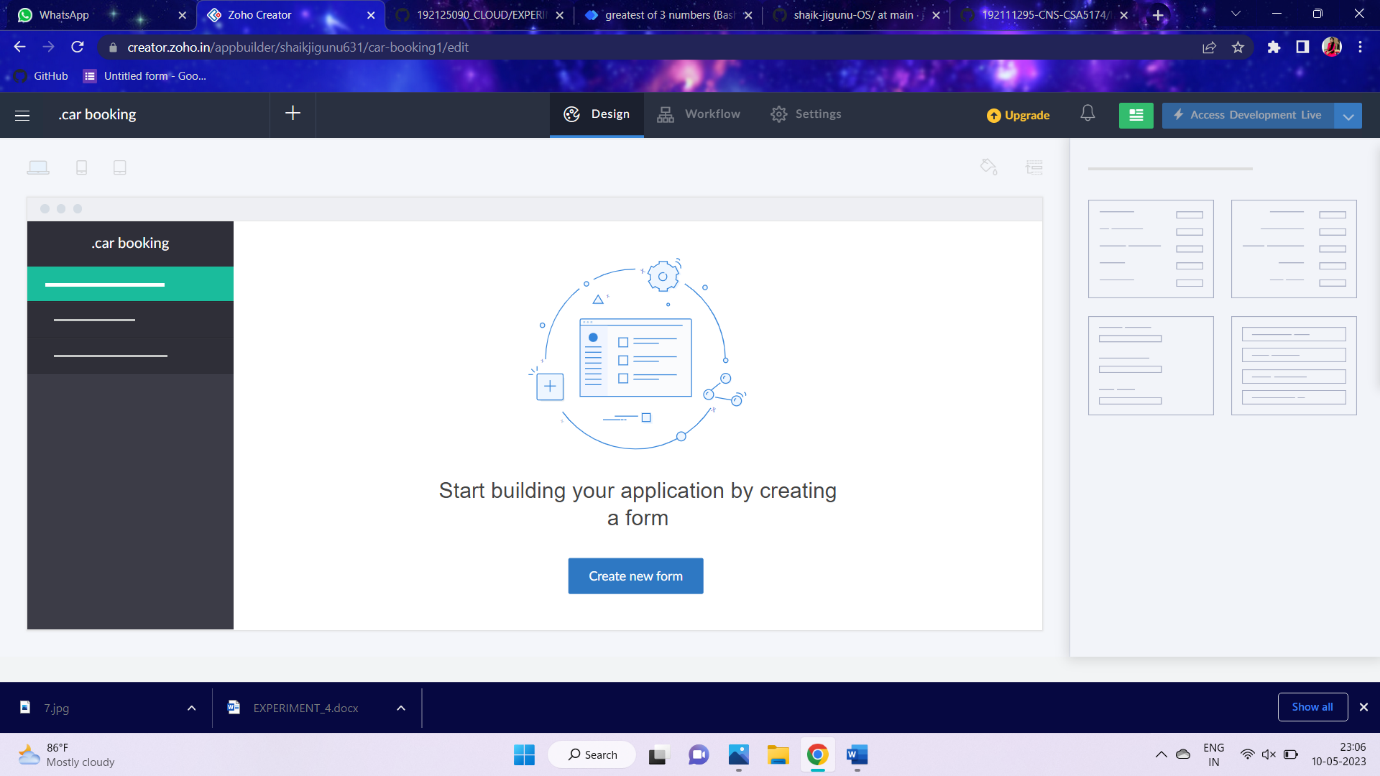 WhatsApp
Zoho Creator
192125090_CLOUD/EXPERI
greatest of 3 numbers (Bas
shaik-jigunu-OS/ at main
192111295-CNS-CSA5174/
creator.zoho.in/appbuilder/shaikjigunu631/car-booking1/edit
GitHub
Untitled form - Goo...
.car booking
Design
Workflow
Settings
Upgrade
Access Development Live
.car booking
Start building your application by creating
a form
Create new form
7.jpg
EXPERIMENT_4.docx
Show all
86°F
Mostly cloudy
Search
ENG
IN
23:06
10-05-2023